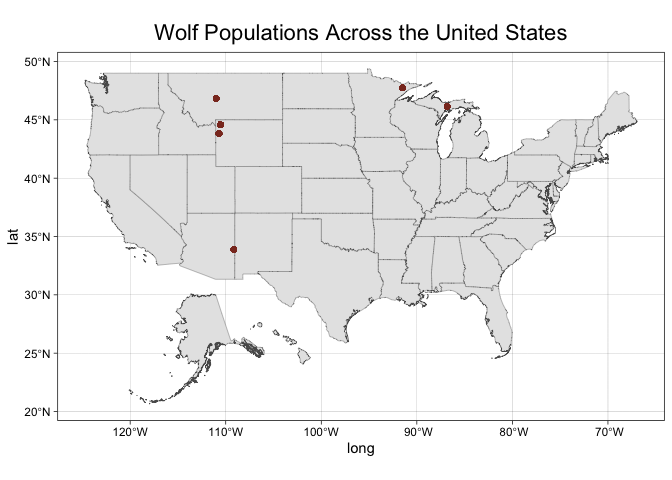 Wolf Populations Across the United States
50°N
45°N
40°N
35°N
30°N
25°N
20°N
lat
120°W 110°W 100°W 90°W 80°W 70°W
long